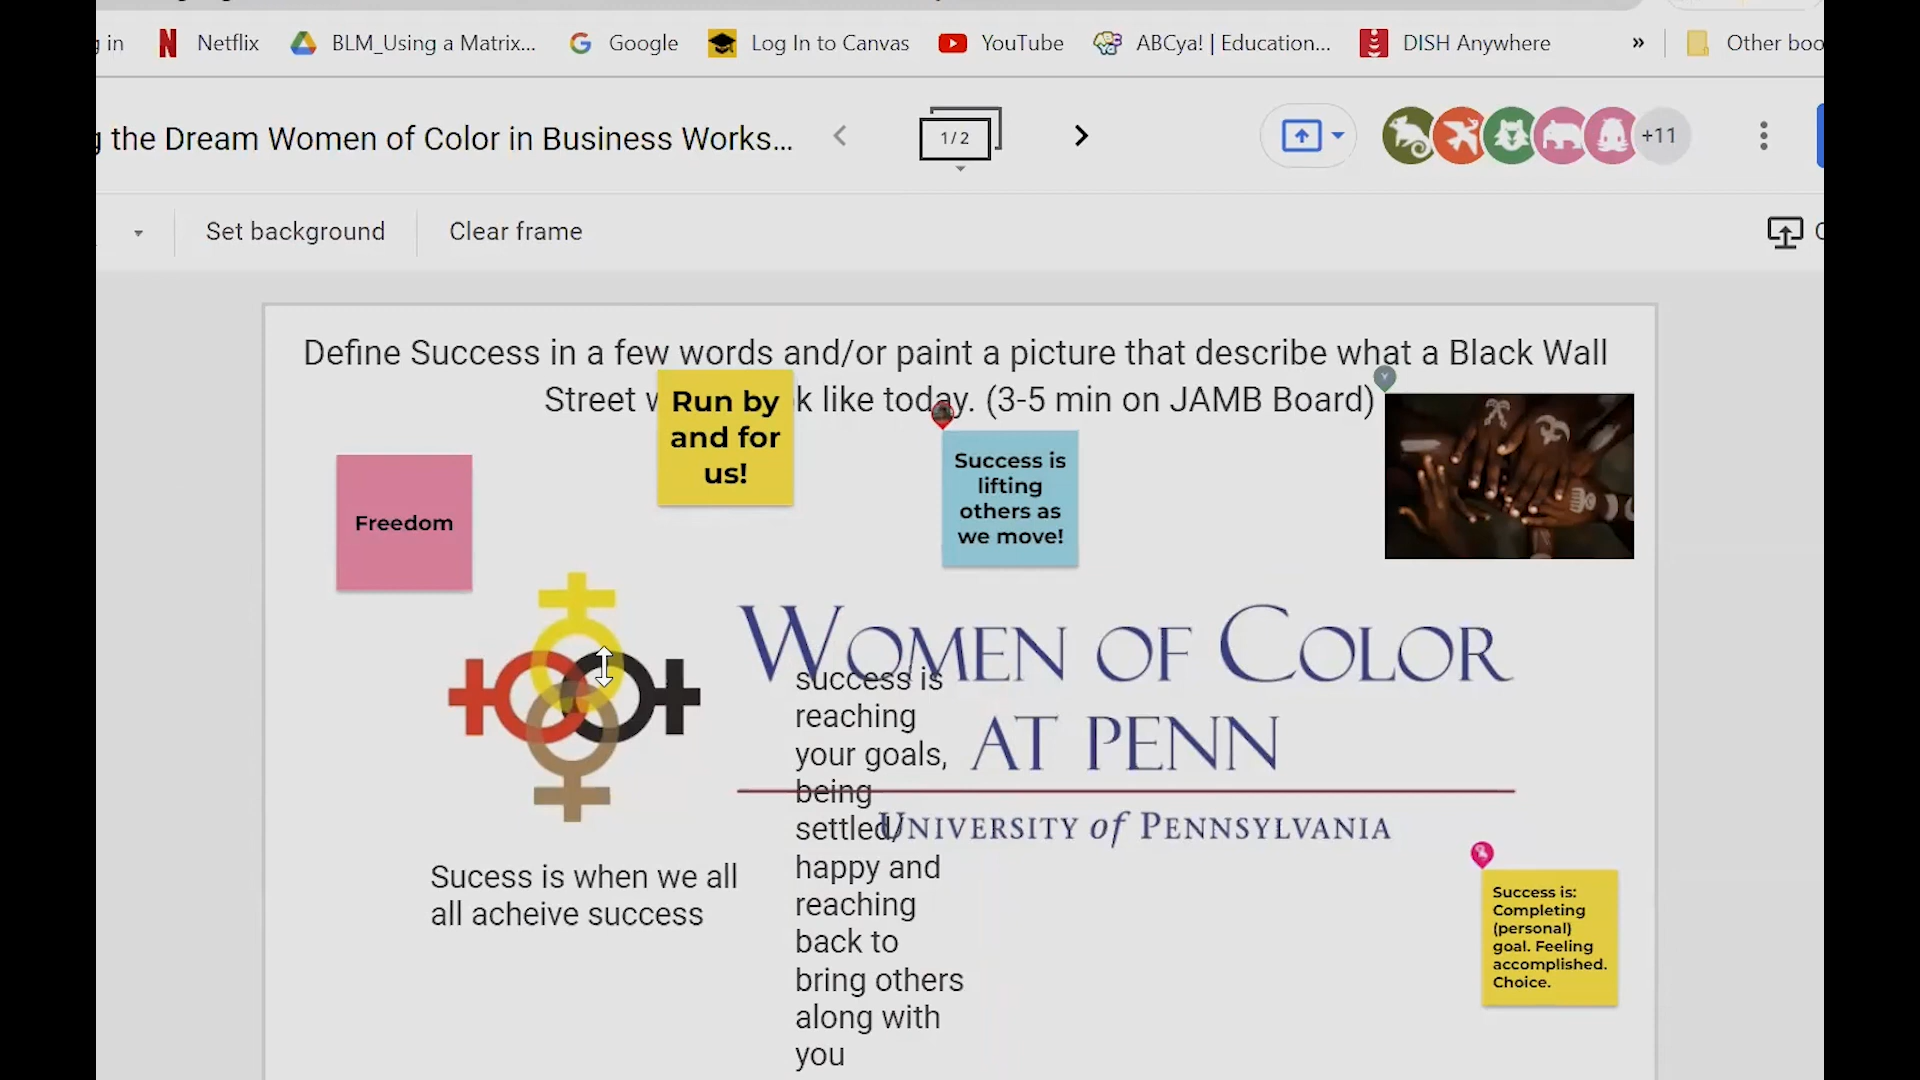 in
Netflix
BLM_Using a Matrix...
Google
Log In to Canvas
YouTube
ABCya! | Education...
DISH Anywhere
»
Other boo
g the Dream Women of Color in Business Works...
1/2
+11
Set background
Clear frame
Define Success in a few words and/or paint a picture that describe what a Black Wall
Street look like today. (3-5 min on JAMB Board)
Run by
and for
us!
Success is
lifting
others as
we move!
Freedom
WOMEN OF COLOR
AT PENN
UNIVERSITY of PENNSYLVANIA
success is
reaching
your goals,
being
settled/
happy and
reaching
back to
bring others
along with
you
Sucess is when we all
all acheive success
Success is:
Completing
(personal)
goal. Feeling
accomplished.
Choice.